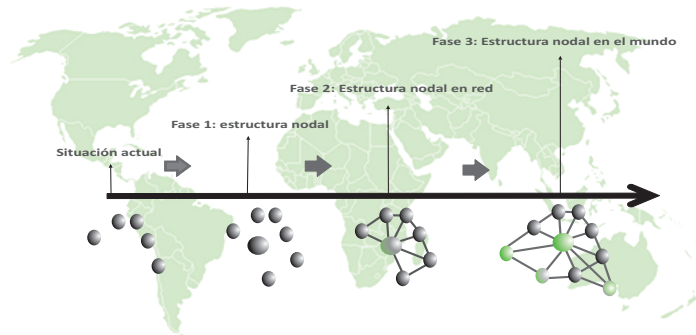 Situación actual
Fase 1: estructura nodal
Fase 2: Estructura nodal en red
Fase 3: Estructura nodal en el mundo